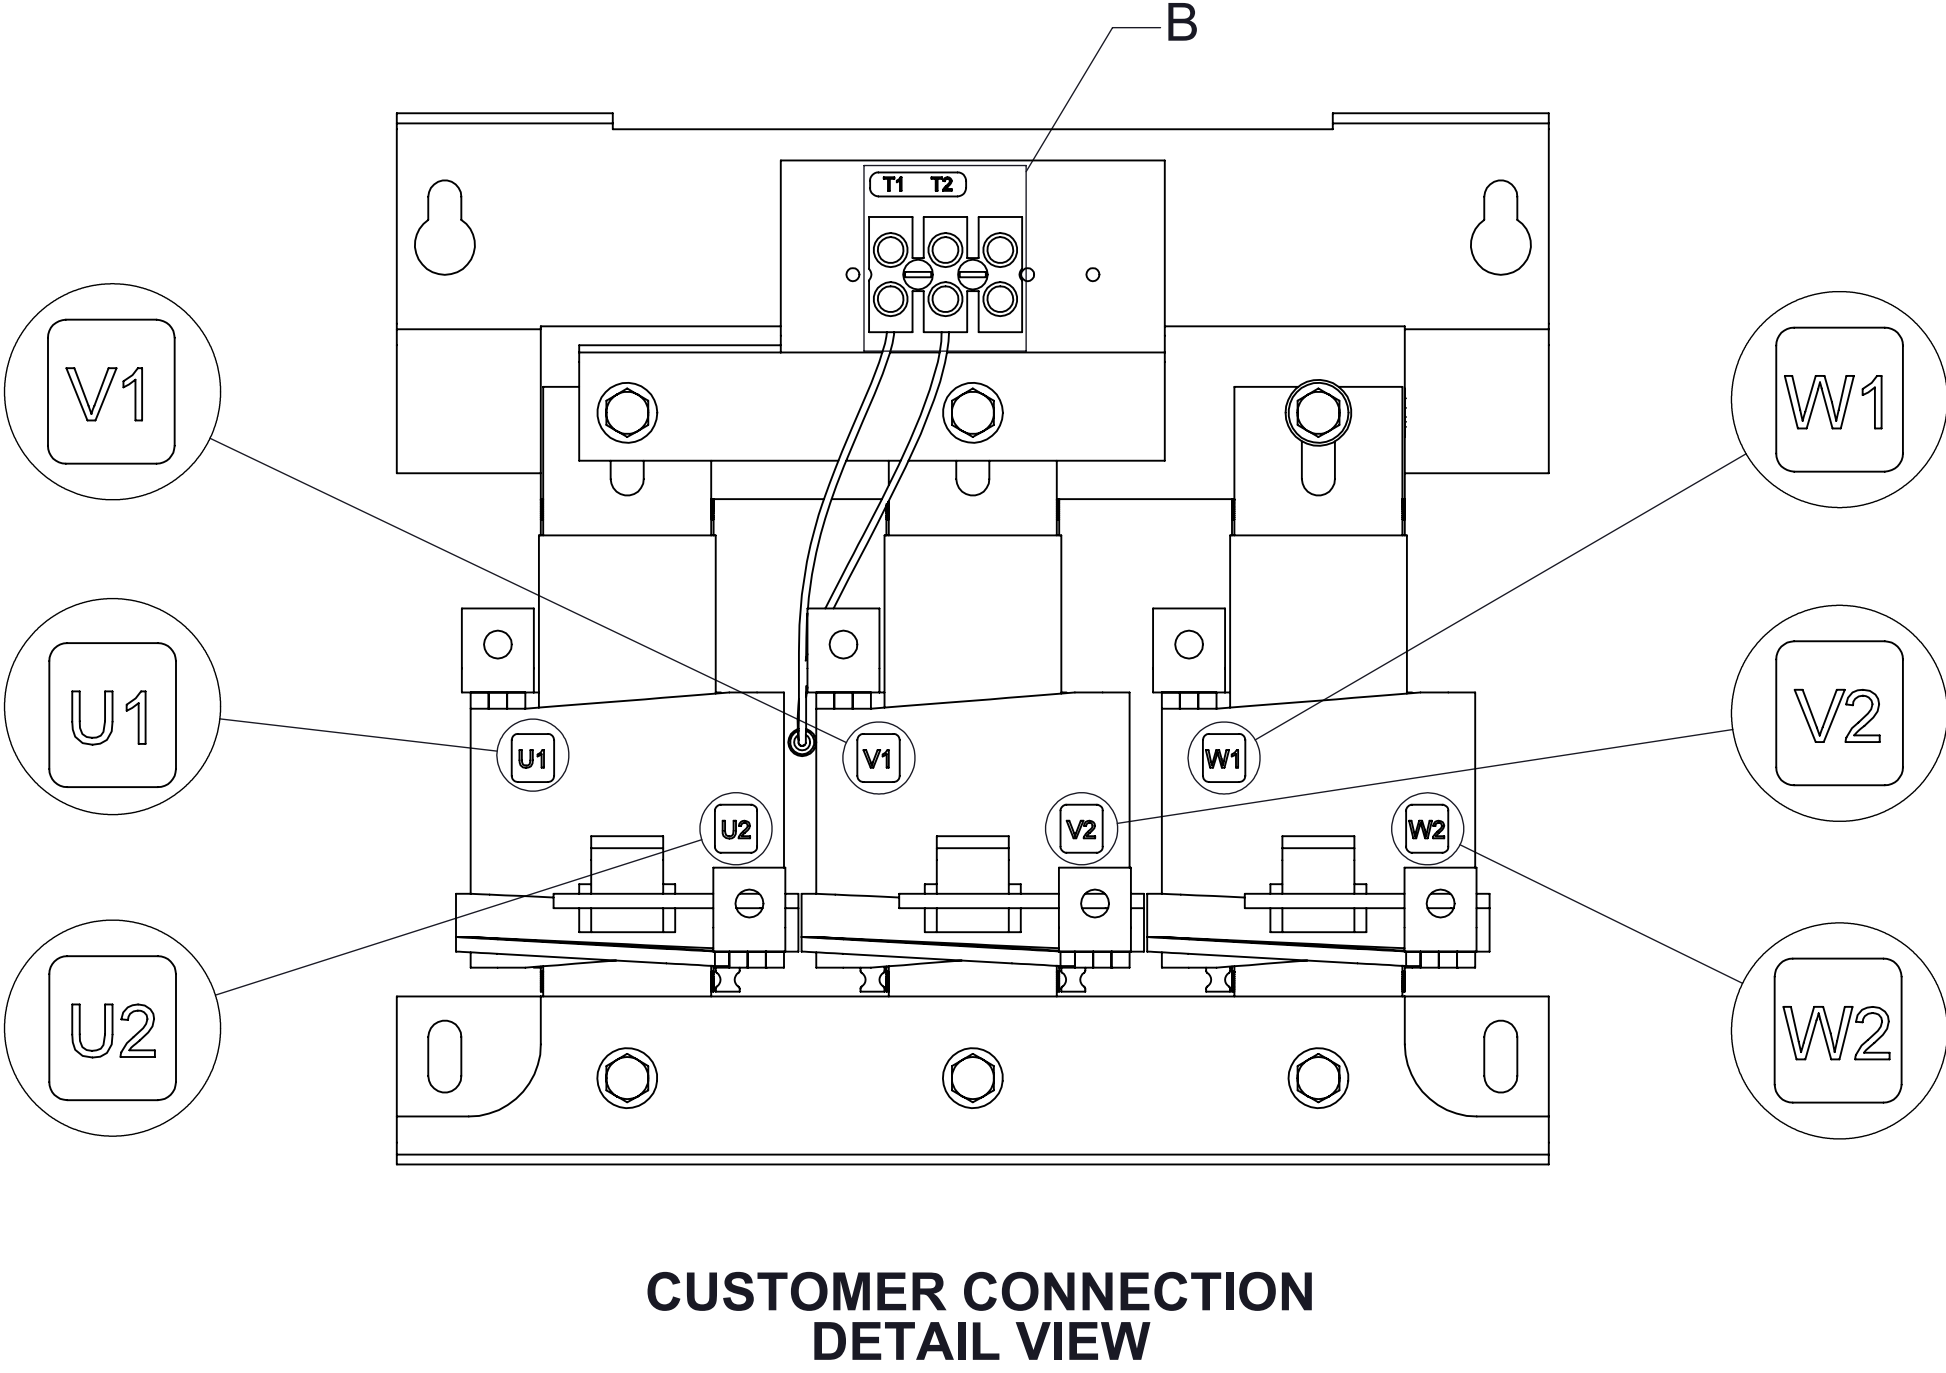 B
T1 T2
V1
W1
U1
V2
U1
V1
W1
U2
V2
W2
U2
W2
CUSTOMER CONNECTION
DETAIL VIEW